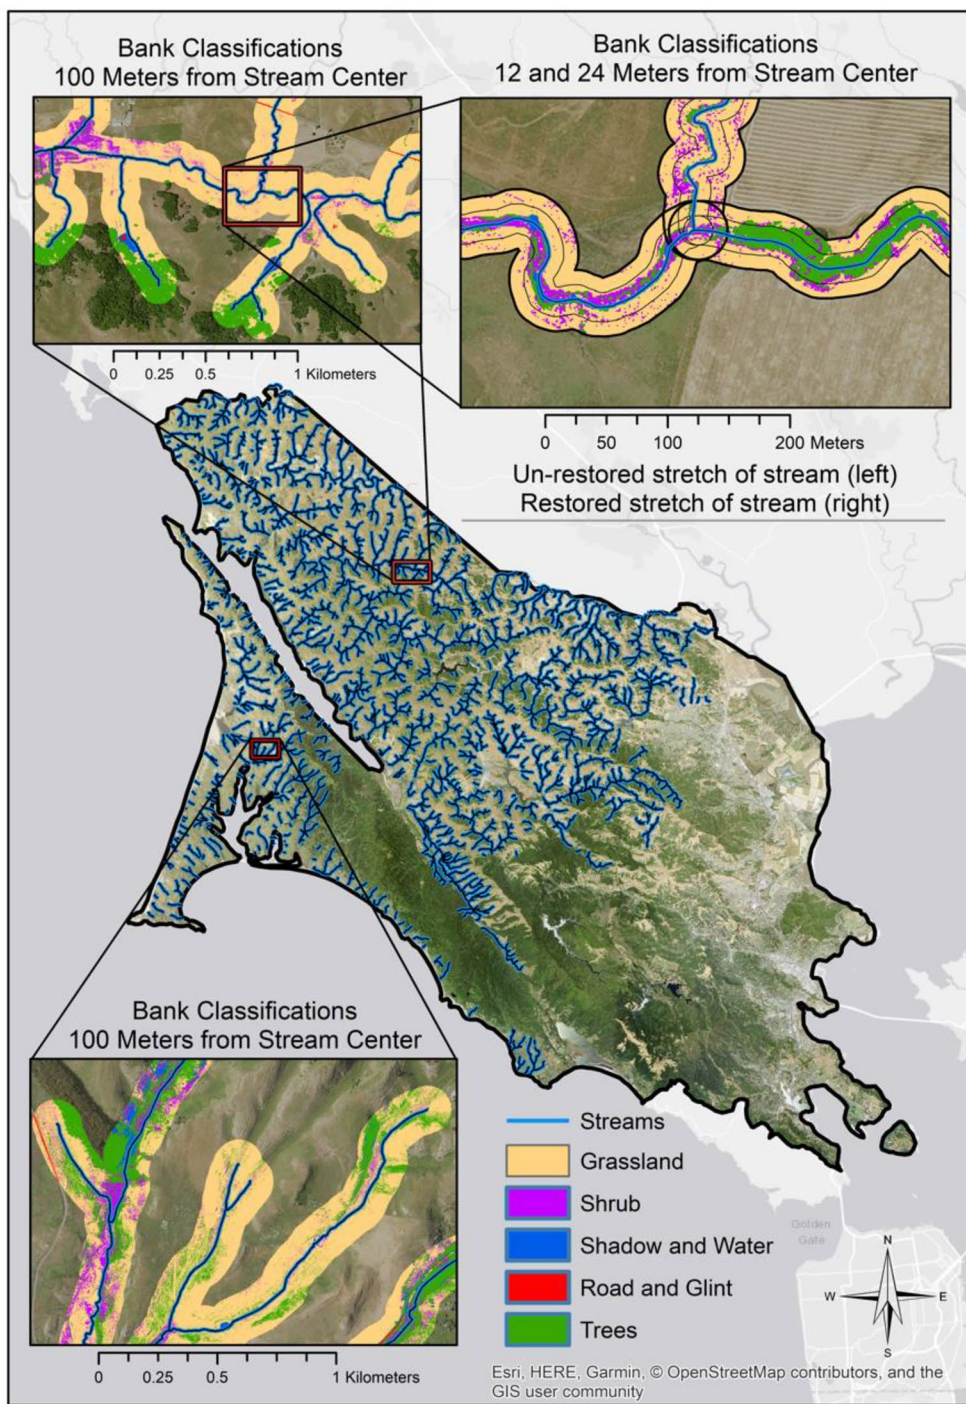 Bank Classifications
100 Meters from Stream Center
Bank Classifications
12 and 24 Meters from Stream Center
0 0.25 0.5 1 Kilometers
0 50 100 200 Meters
Un-restored stretch of stream (left)
Restored stretch of stream (right)
Bank Classifications
100 Meters from Stream Center
0 0.25 0.5 1 Kilometers
Streams
Grassland
Shrub
Shadow and Water
Road and Glint
Trees
Golden
Gate
N
W E
S
Esri, HERE, Garmin, © OpenStreetMap contributors, and the
GIS user community